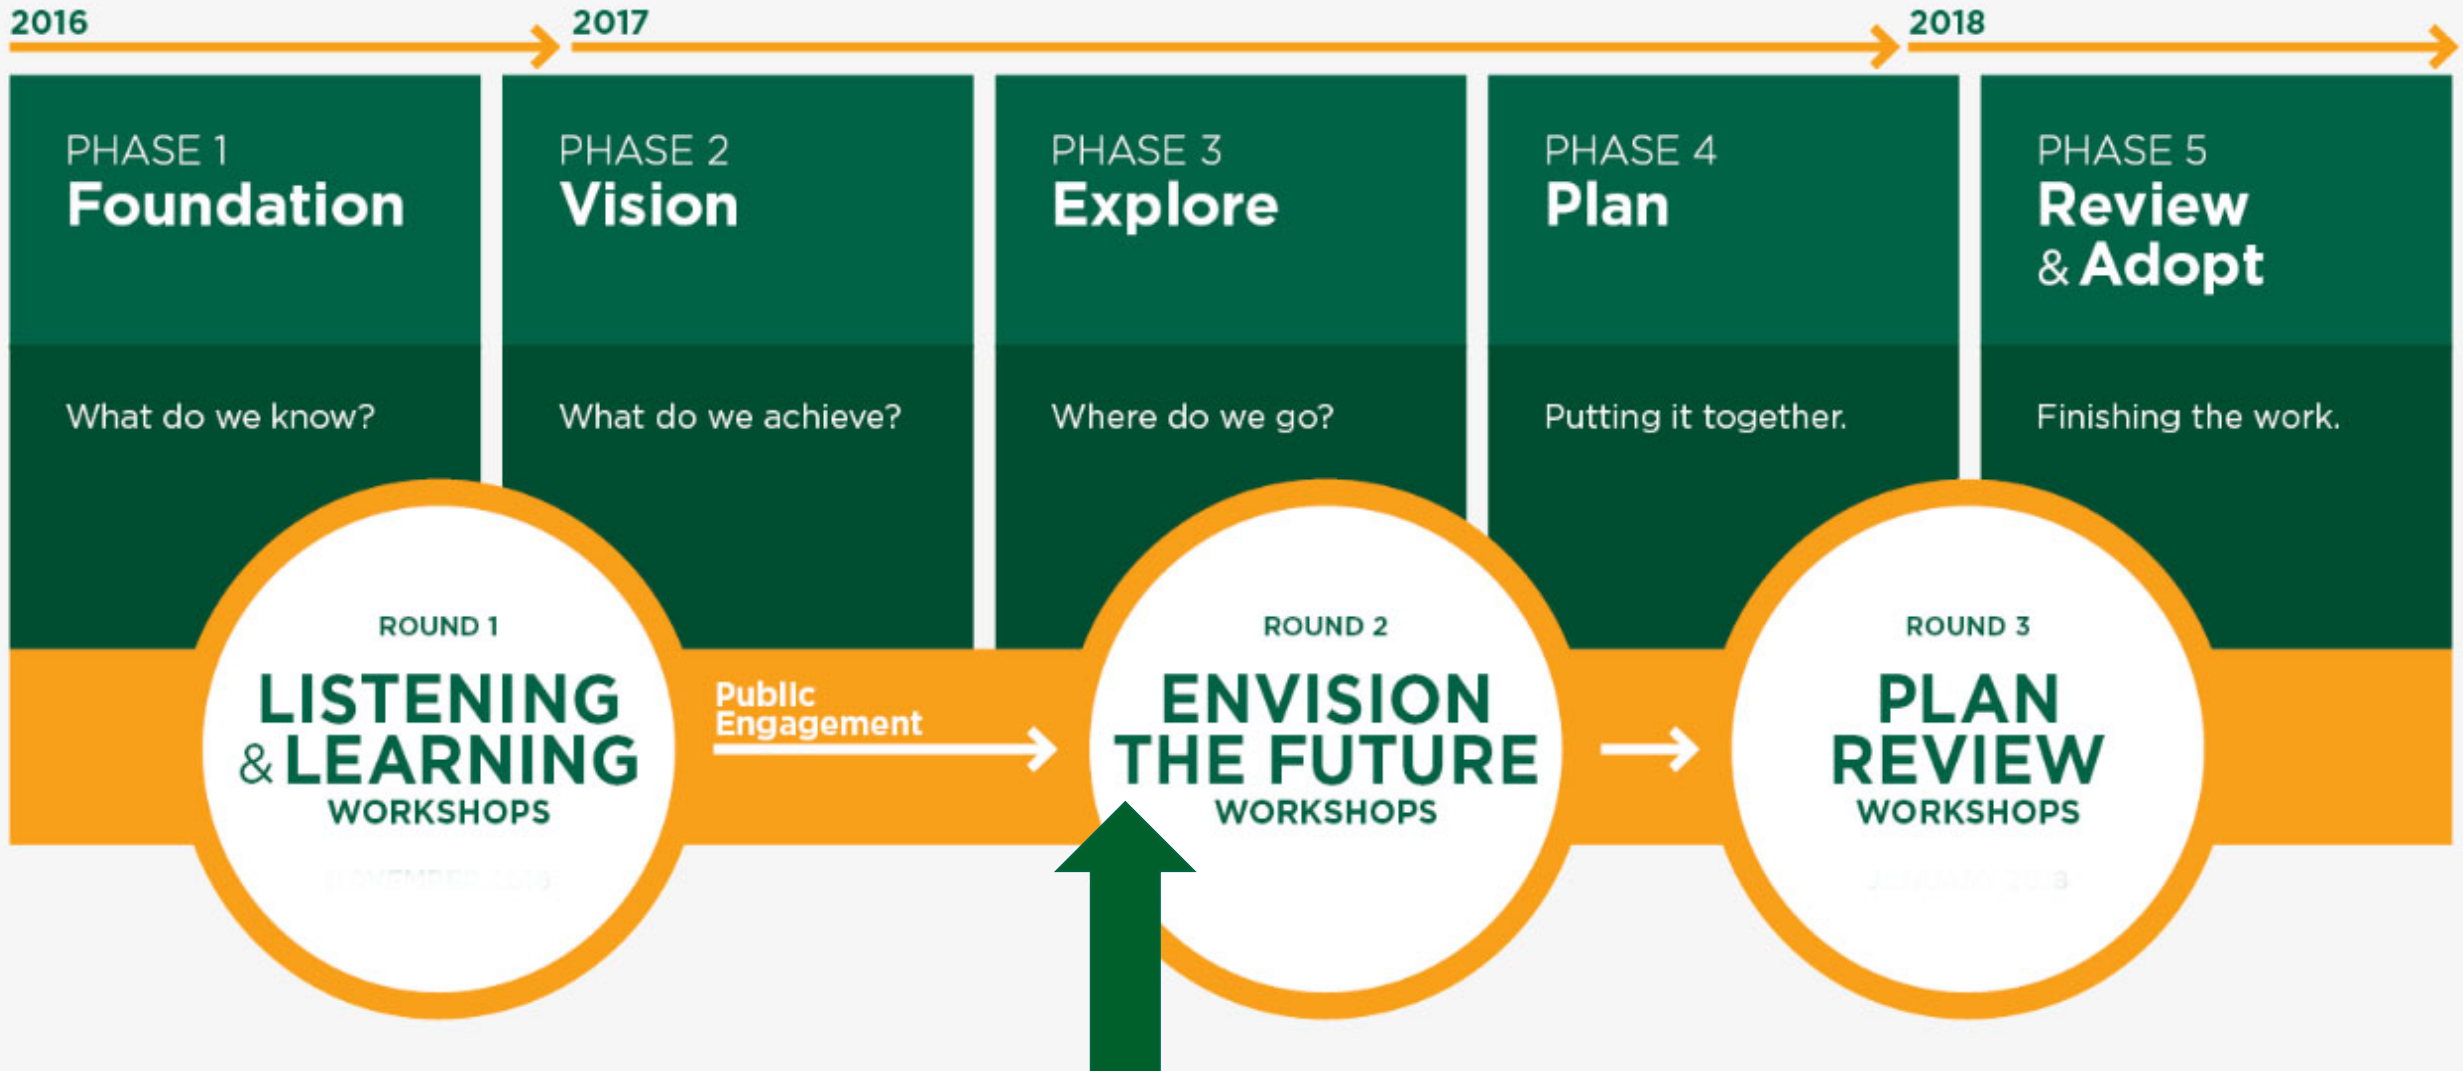 2016
2017
2018
PHASE 1
Foundation
What do we know?
PHASE 2
Vision
What do we achieve?
PHASE 3
Explore
Where do we go?
PHASE 4
Plan
Putting it together.
PHASE 5
Review
& Adopt
Finishing the work.
ROUND 1
LISTENING
& LEARNING
WORKSHOPS
Public
Engagement
ROUND 2
ENVISION
THE FUTURE
WORKSHOPS
ROUND 3
PLAN
REVIEW
WORKSHOPS